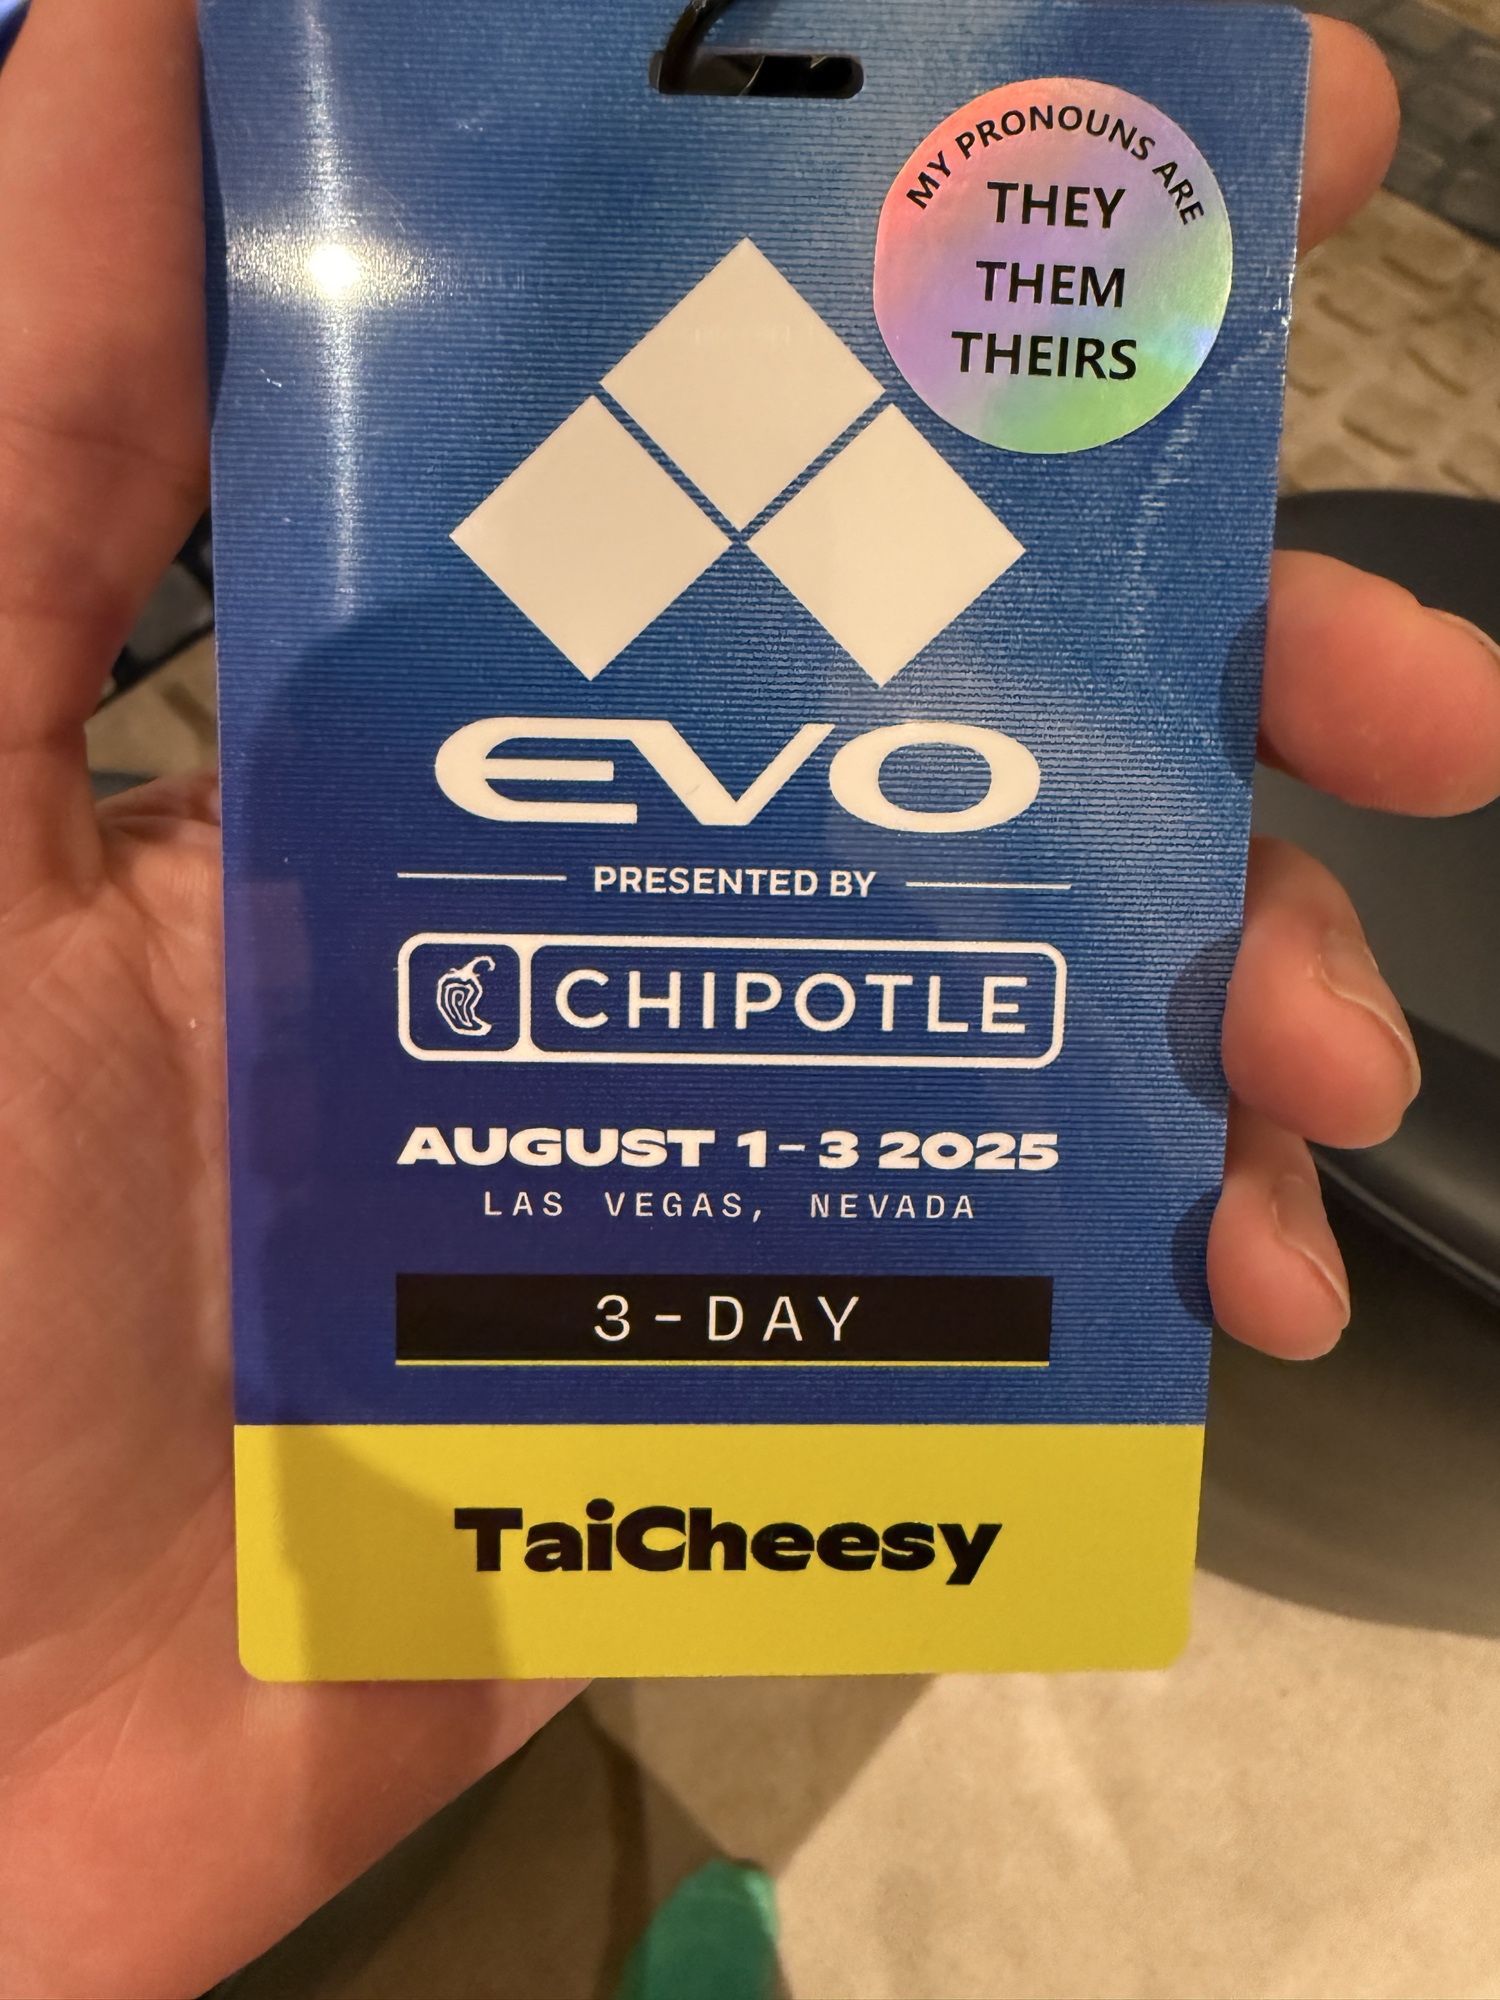 MY PRONOUNS ARE
THEY
THEM
THEIRS
EVO
PRESENTED BY
CHIPOTLE
AUGUST 1-3 2025
LAS VEGAS, NEVADA
3-DAY
TaiCheesy